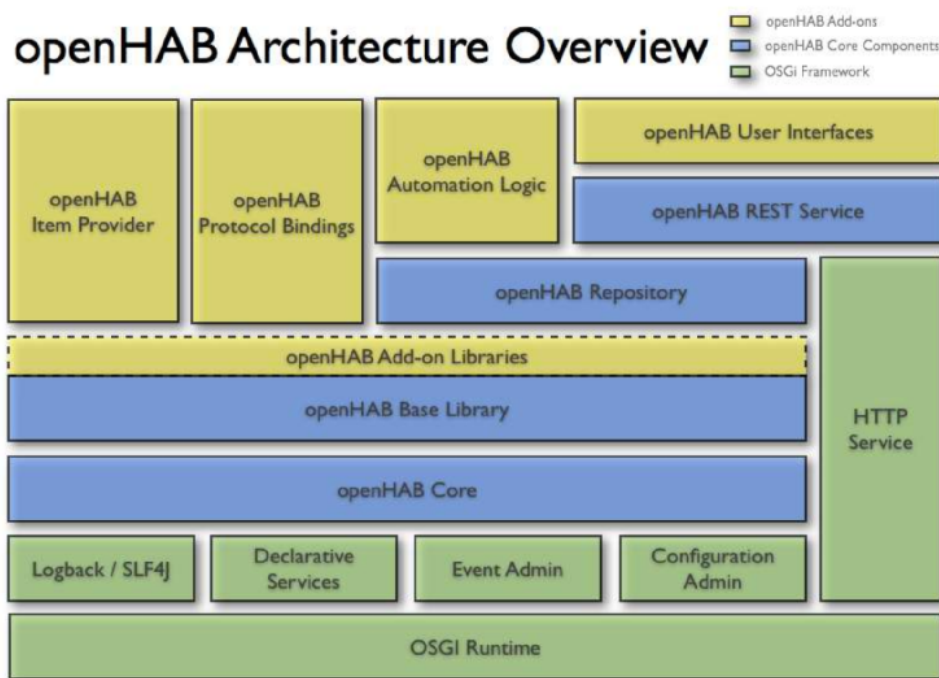 openHAB Architecture Overview
openHAB Add-ons
openHAB Core Components
OSGi Framework
openHAB
Item Provider
openHAB
Protocol Bindings
openHAB
Automation Logic
openHAB User Interfaces
openHAB REST Service
openHAB Repository
openHAB Add-on Libraries
openHAB Base Library
HTTP
Service
openHAB Core
Logback / SLF4J
Declarative
Services
Event Admin
Configuration
Admin
OSGI Runtime